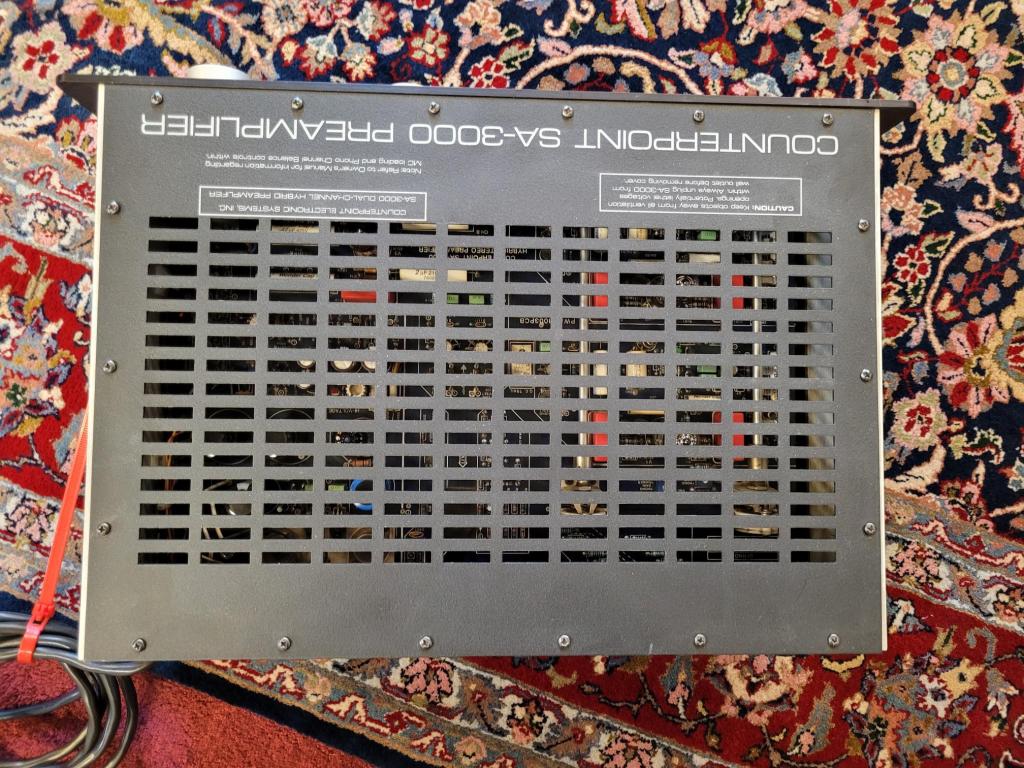 COUNTERPOINT SA-3000 PREAMPLIFIER
Note: Refer to Owner's Manual for information regarding
MC loading and Phono Channel Balance controls within.
CAUTION: Keep objects away from all ventilation
openings. Potentially lethal voltages
within. Always unplug SA-3000 from
wall outlet before removing cover.
COUNTERPOINT ELECTRONIC SYSTEMS, INC.
SA-3000 DUAL-CHANNEL HYBRID PREAMPLIFIER